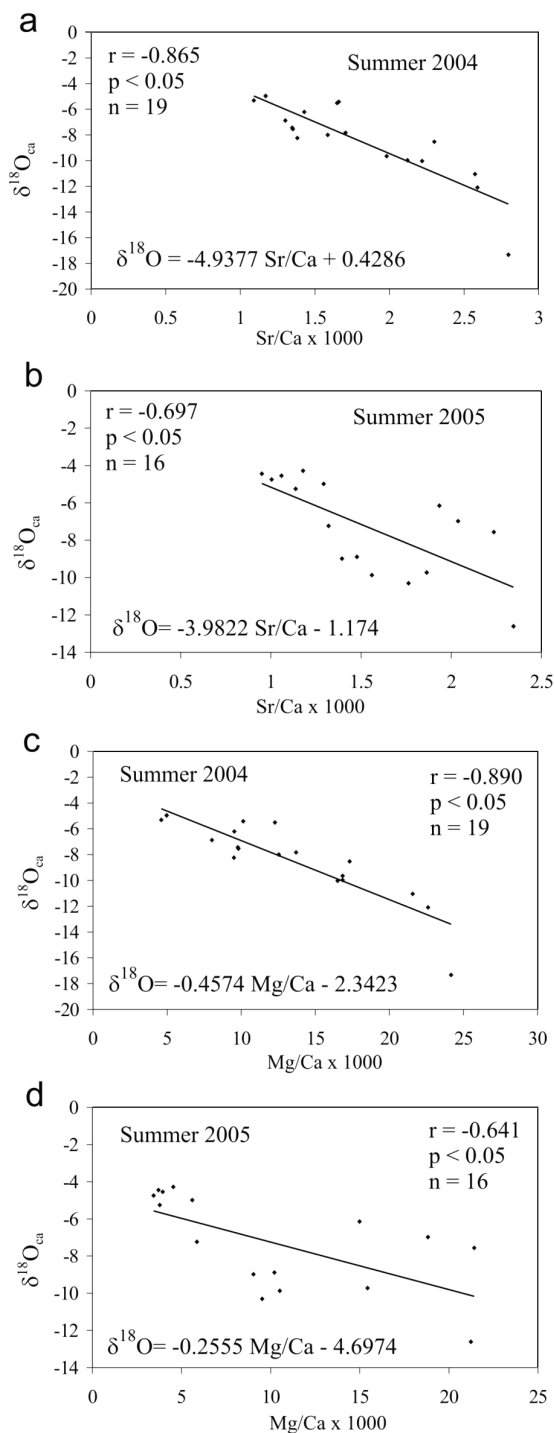 a
r = -0.865
p < 0.05
n = 19
Summer 2004
0
-2
-4
-6
-8
-10
-12
-14
-16
-18
-20
δ¹⁸Oca
δ¹⁸O = -4.9377 Sr/Ca + 0.4286
0 1 1.5 2 2.5 3
Sr/Ca x 1000
b
r = -0.697
p < 0.05
n = 16
Summer 2005
0
-2
-4
-6
-8
-10
-12
-14
δ¹⁸Oca
δ¹⁸O= -3.9822 Sr/Ca - 1.174
0 0.5 1 1.5 2 2.5
Sr/Ca x 1000
c
Summer 2004
r = -0.890
p < 0.05
n = 19
0
-2
-4
-6
-8
-10
-12
-14
-16
-18
-20
δ¹⁸Oca
δ¹⁸O= -0.4574 Mg/Ca - 2.3423
0 5 10 15 20 25 30
Mg/Ca x 1000
d
Summer 2005
r = -0.641
p < 0.05
n = 16
0
-2
-4
-6
-8
-10
-12
-14
δ¹⁸Oca
δ¹⁸O= -0.2555 Mg/Ca - 4.6974
0 5 10 15 20 25
Mg/Ca x 1000